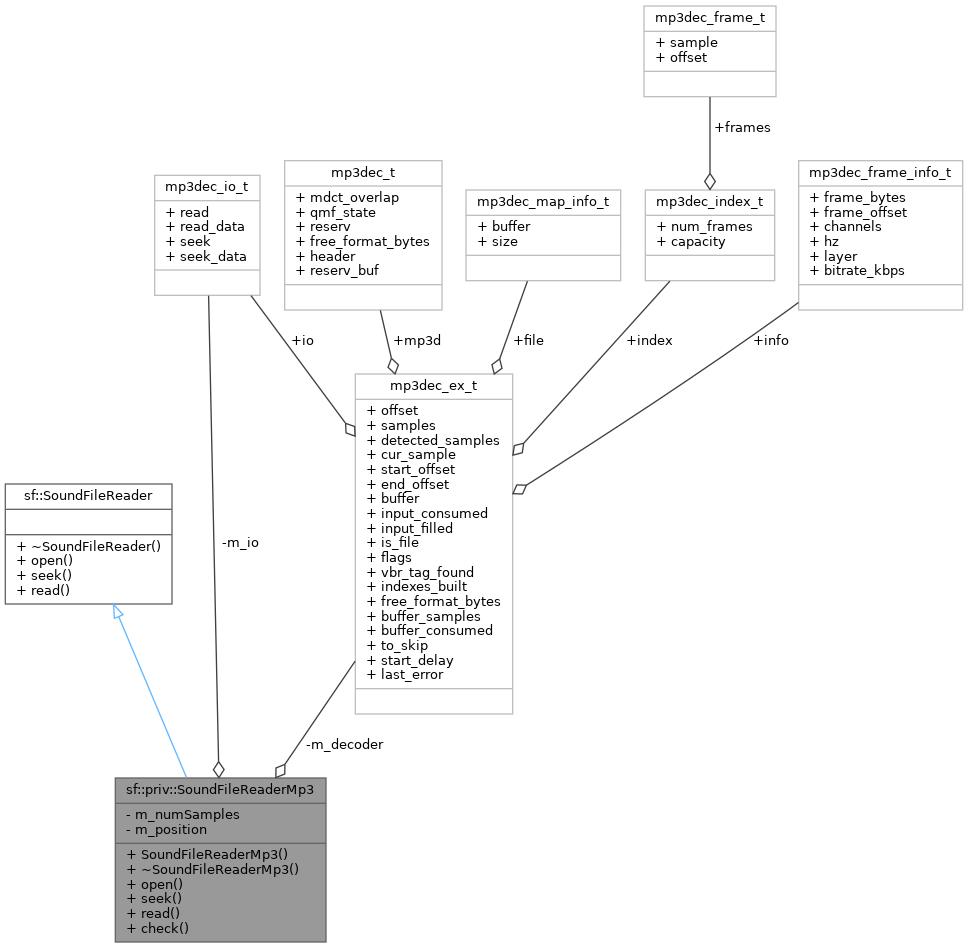 mp3dec_frame_t
+ sample
+ offset
+frames
mp3dec_io_t
+ read
+ read_data
+ seek
+ seek_data
mp3dec_t
+ mdct_overlap
+ qmf_state
+ reserv
+ free_format_bytes
+ header
+ reserv_buf
mp3dec_map_info_t
+ buffer
+ size
mp3dec_index_t
+ num_frames
+ capacity
mp3dec_frame_info_t
+ frame_bytes
+ frame_offset
+ channels
+ hz
+ layer
+ bitrate_kbps
+io
+mp3d
+file
+index
+info
mp3dec_ex_t
+ offset
+ samples
+ detected_samples
+ cur_sample
+ start_offset
+ end_offset
+ buffer
+ input_consumed
+ input_filled
+ is_file
+ flags
+ vbr_tag_found
+ indexes_built
+ free_format_bytes
+ buffer_samples
+ buffer_consumed
+ to_skip
+ start_delay
+ last_error
sf::SoundFileReader
+ ~SoundFileReader()
+ open()
+ seek()
+ read()
-m_io
-m_decoder
sf::priv::SoundFileReaderMp3
- m_numSamples
- m_position
+ SoundFileReaderMp3()
+ ~SoundFileReaderMp3()
+ open()
+ seek()
+ read()
+ check()